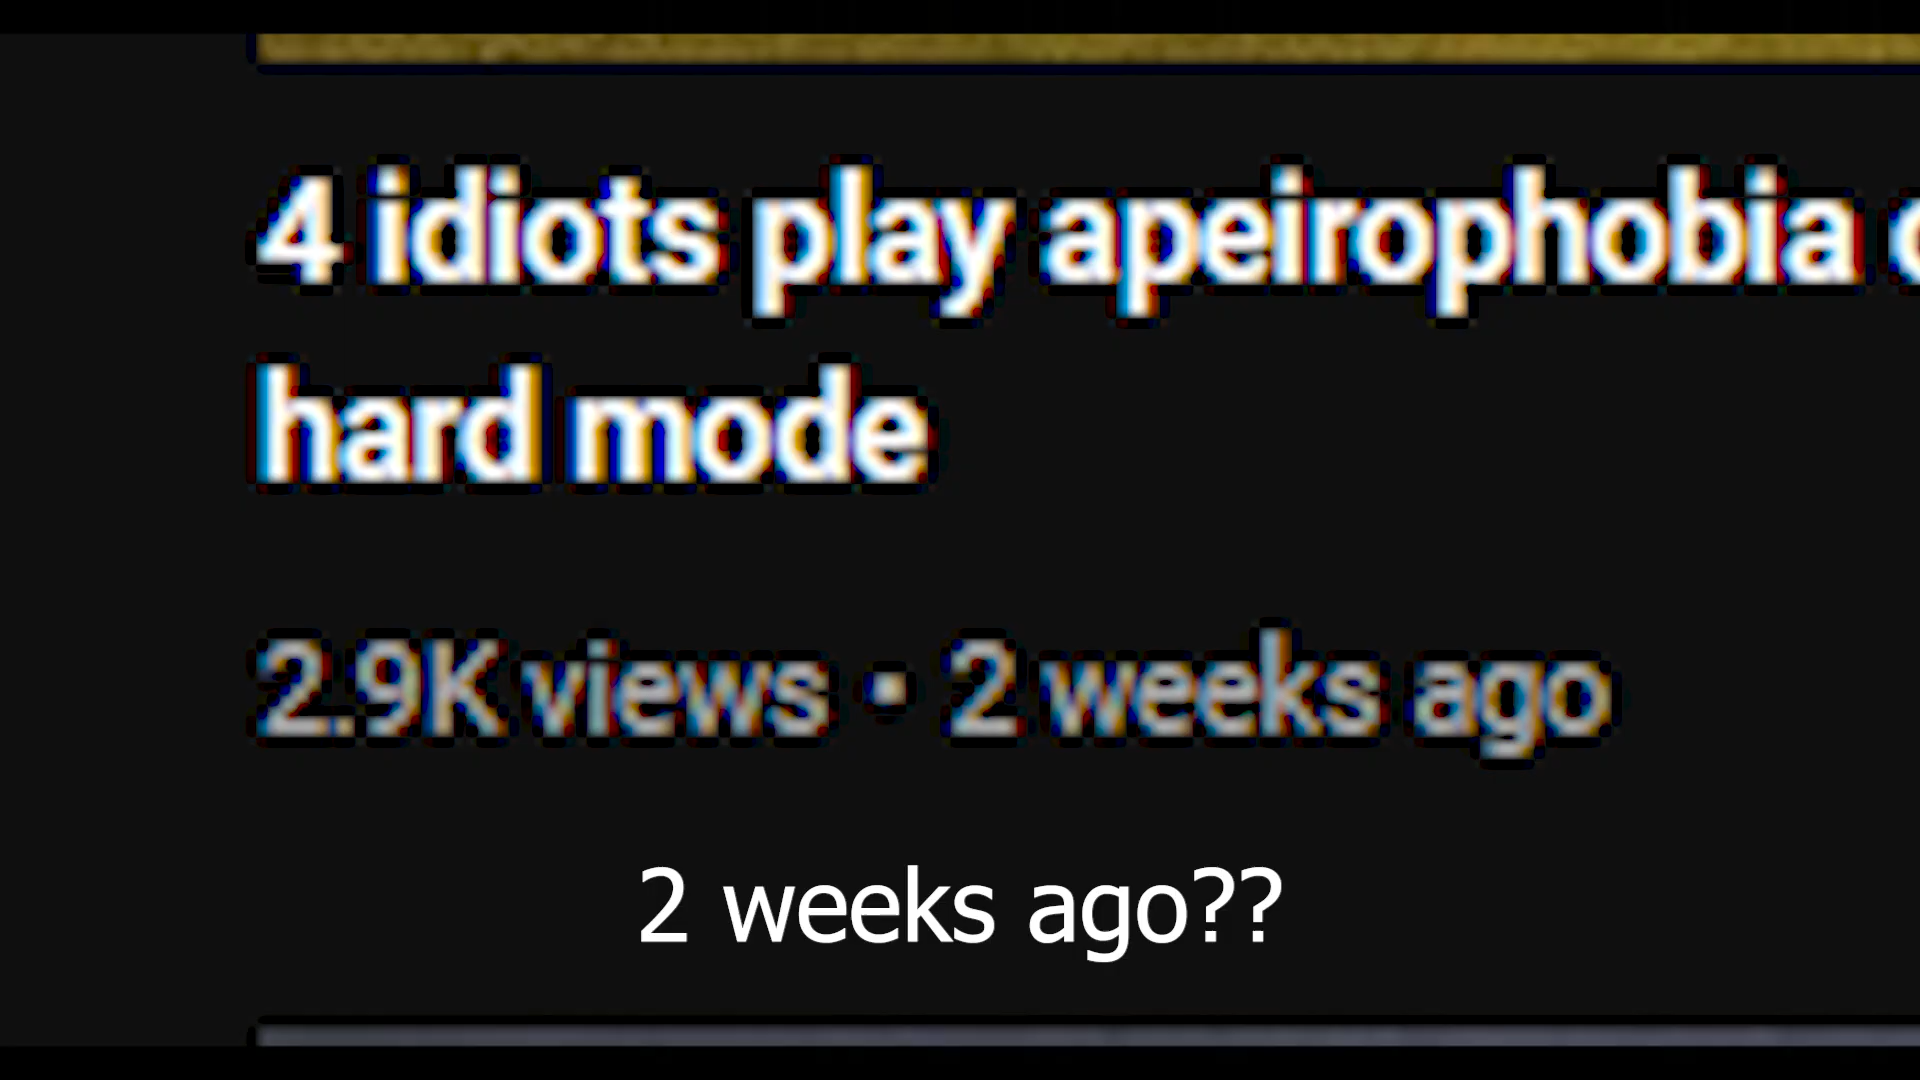 4 idiots play apeirophobia
hard mode
2.9K views • 2 weeks ago
2 weeks ago??